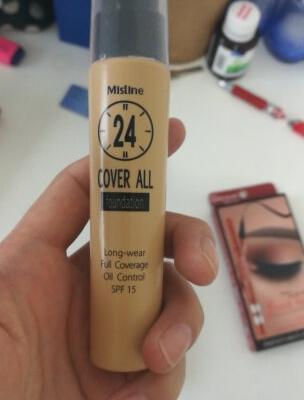 Mistine
24
COVER ALL
foundation
Long-wear
Full Coverage
Oil Control
SPF 15